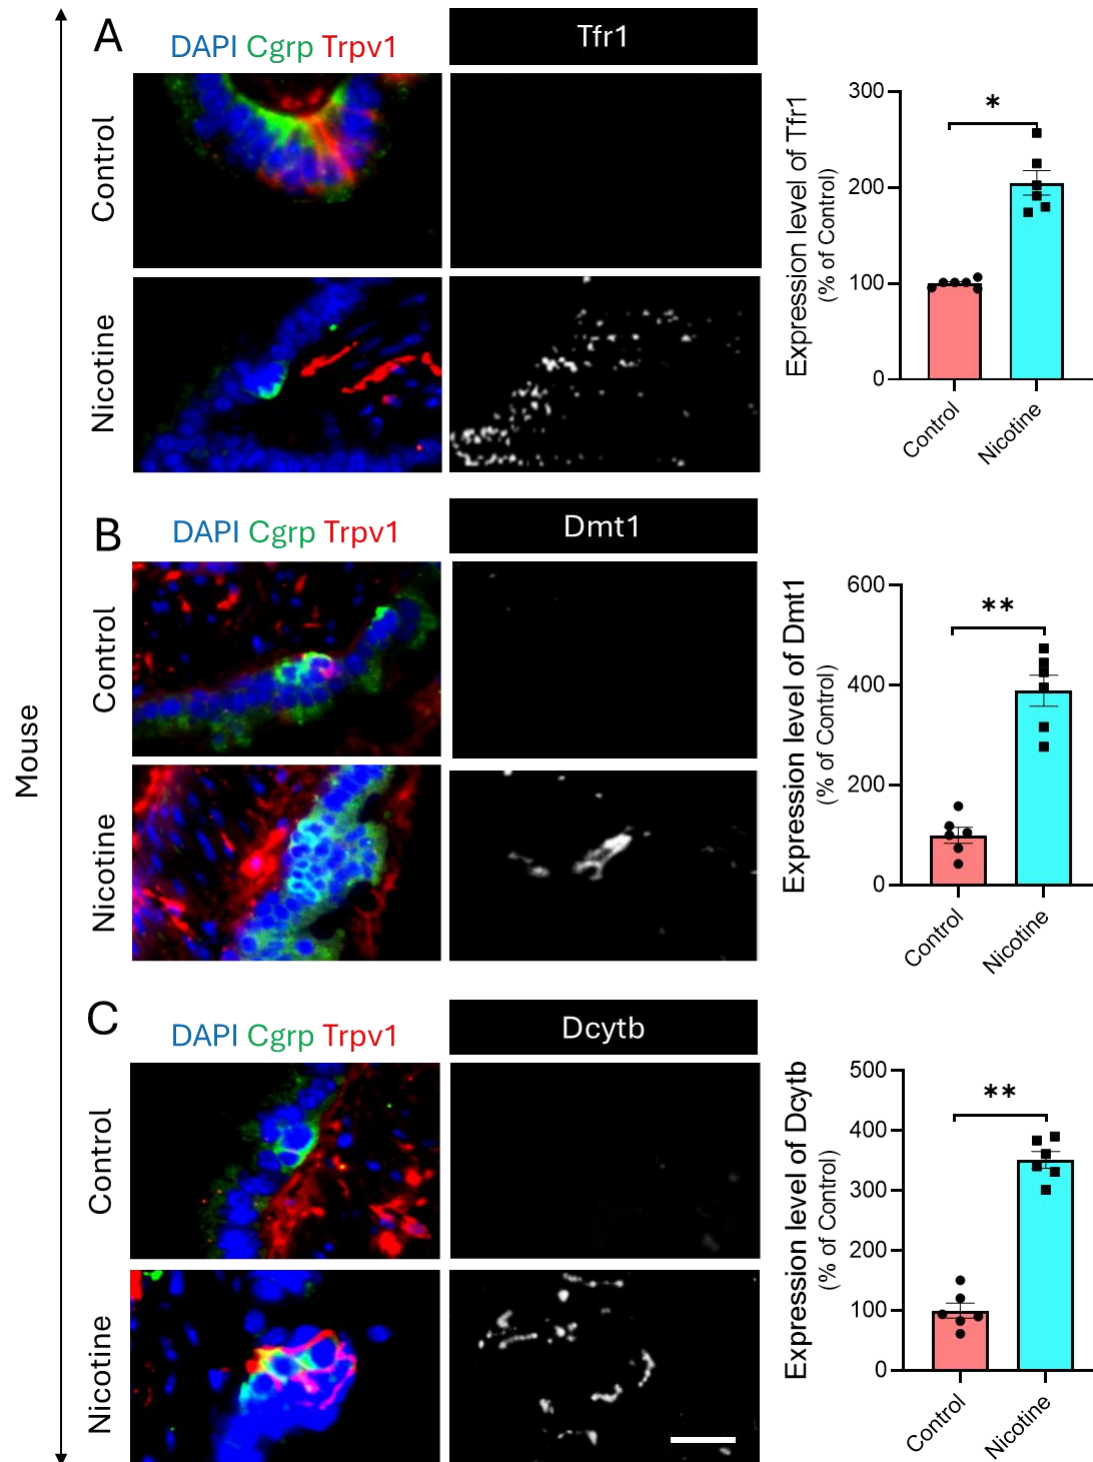 Mouse
A
DAPI Cgrp Trpv1
Tfr1
Control
Nicotine
Expression level of Tfr1
(% of Control)
300
200
100
0
*
Control
Nicotine
B
DAPI Cgrp Trpv1
Dmt1
Control
Nicotine
Expression level of Dmt1
(% of Control)
600
400
200
0
**
Control
Nicotine
C
DAPI Cgrp Trpv1
Dcytb
Control
Nicotine
Expression level of Dcytb
(% of Control)
500
400
300
200
100
0
**
Control
Nicotine